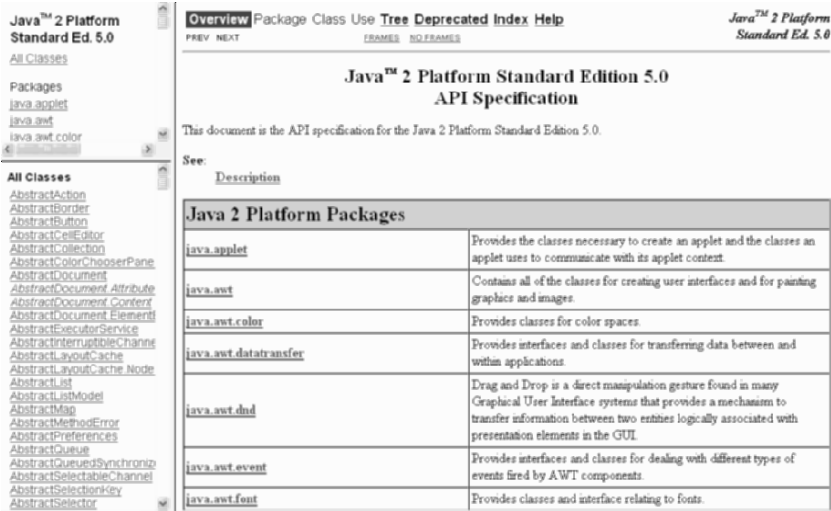 Java™ 2 Platform
Standard Ed. 5.0
All Classes
Packages
java.applet
java.awt
java.awt.color
All Classes
AbstractAction
AbstractBorder
AbstractButton
AbstractCellEditor
AbstractCollection
AbstractColorChooserPane
AbstractDocument
AbstractDocument.Attribute
AbstractDocument.Content
AbstractDocument.ElementE
AbstractExecutorService
AbstractInterruptibleChanne
AbstractLayoutCache
AbstractLayoutCache.Node
AbstractList
AbstractListModel
AbstractMap
AbstractMethodError
AbstractPreferences
AbstractQueue
AbstractQueuedSynchroniz
AbstractSelectableChannel
AbstractSelectionKey
AbstractSelector
Overview Package Class Use Tree Deprecated Index Help
PREV NEXT FRAMES NO FRAMES
Java™ 2 Platform
Standard Ed. 5.0
Java™ 2 Platform Standard Edition 5.0
API Specification
This document is the API specification for the Java 2 Platform Standard Edition 5.0.
See:
Description
Java 2 Platform Packages
java.applet
Provides the classes necessary to create an applet and the classes an
applet uses to communicate with its applet context.
java.awt
Contains all of the classes for creating user interfaces and for painting
graphics and images.
java.awt.color
Provides classes for color spaces.
java.awt.datatransfer
Provides interfaces and classes for transferring data between and
within applications.
java.awt.dnd
Drag and Drop is a direct manipulation gesture found in many
Graphical User Interface systems that provides a mechanism to
transfer information between two entities logically associated with
presentation elements in the GUI.
java.awt.event
Provides interfaces and classes for dealing with different types of
events fired by AWT components.
java.awt.font
Provides classes and interface relating to fonts.